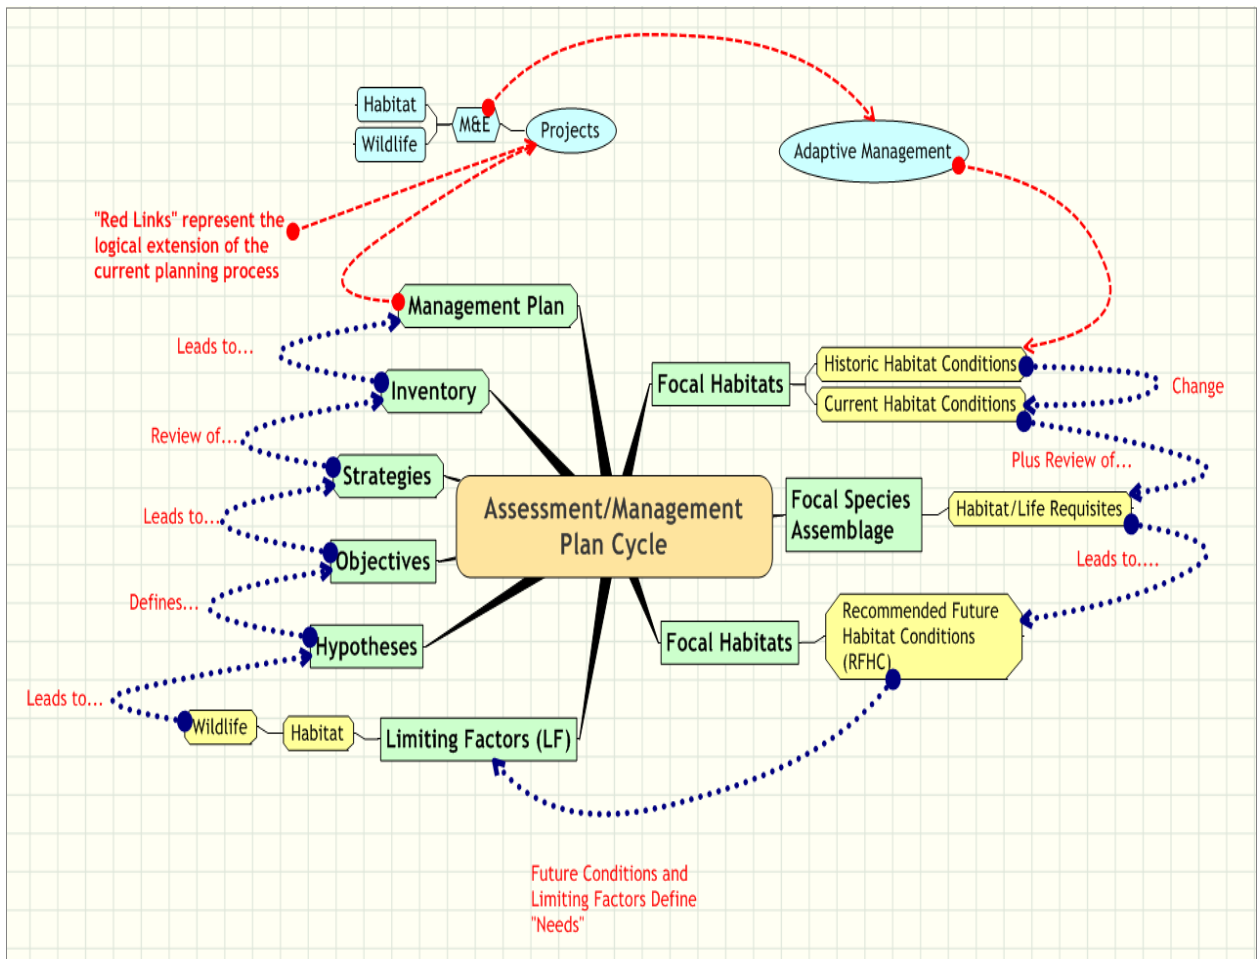 Habitat
Wildlife
M&E
Projects
Adaptive Management
"Red Links" represent the
logical extension of the
current planning process
Management Plan
Leads to...
Inventory
Review of...
Strategies
Leads to...
Objectives
Defines...
Hypotheses
Leads to...
Wildlife
Habitat
Limiting Factors (LF)
Assessment/Management
Plan Cycle
Focal Habitats
Historic Habitat Conditions
Current Habitat Conditions
Change
Plus Review of...
Focal Species
Assemblage
Habitat/Life Requisites
Leads to....
Focal Habitats
Recommended Future
Habitat Conditions
(RFHC)
Future Conditions and
Limiting Factors Define
"Needs"